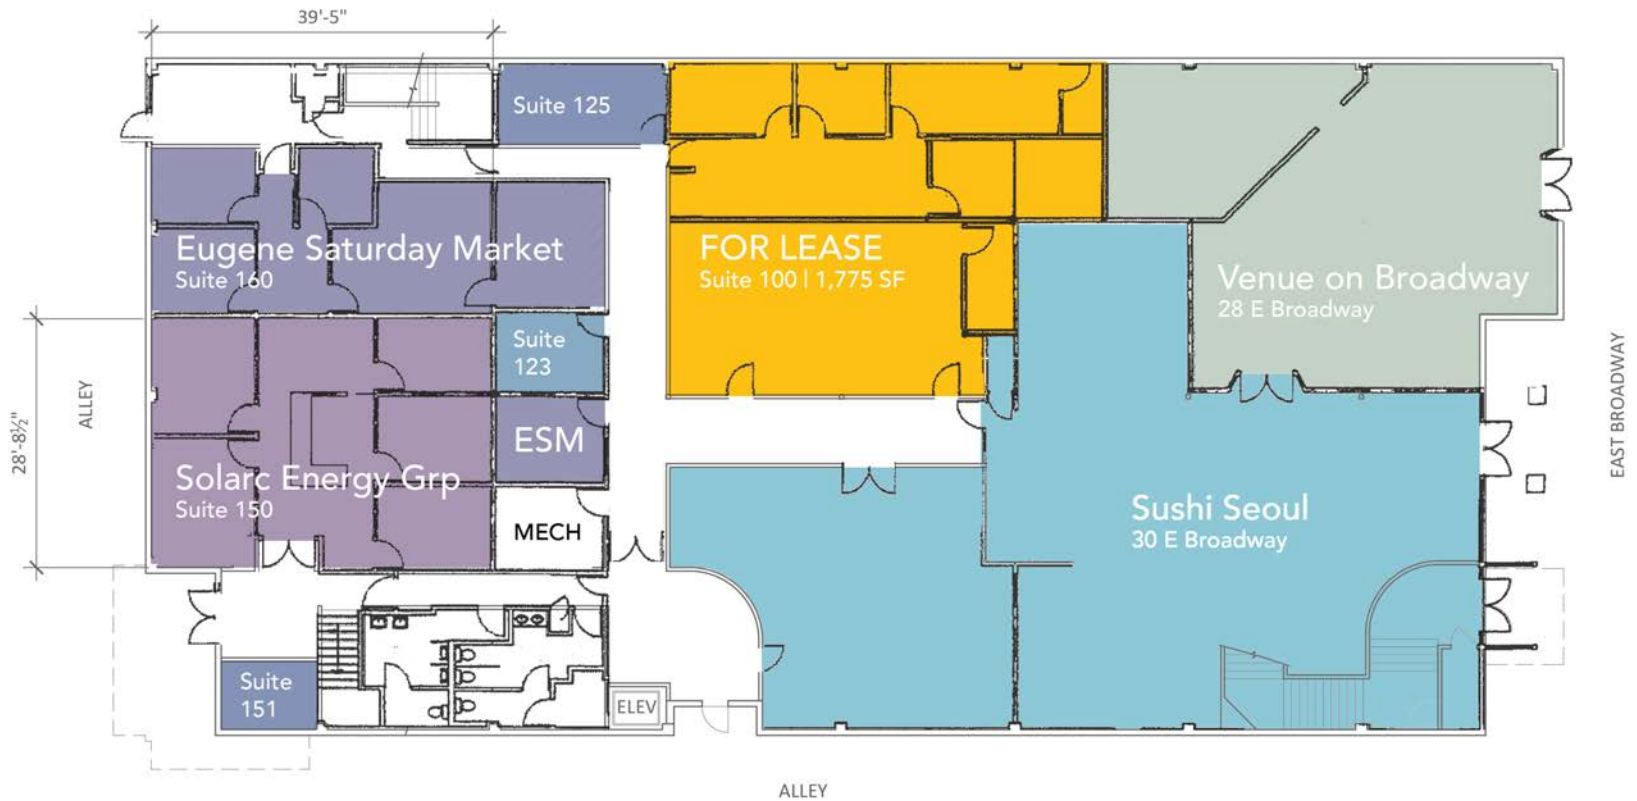 39'-5"
Suite 125
Eugene Saturday Market
Suite 160
FOR LEASE
Suite 100 | 1,775 SF
Venue on Broadway
28 E Broadway
Suite
123
ALLEY
28'-8½"
EAST BROADWAY
ESM
Solarc Energy Grp
Suite 150
MECH
Sushi Seoul
30 E Broadway
Suite
151
ELEV
ALLEY